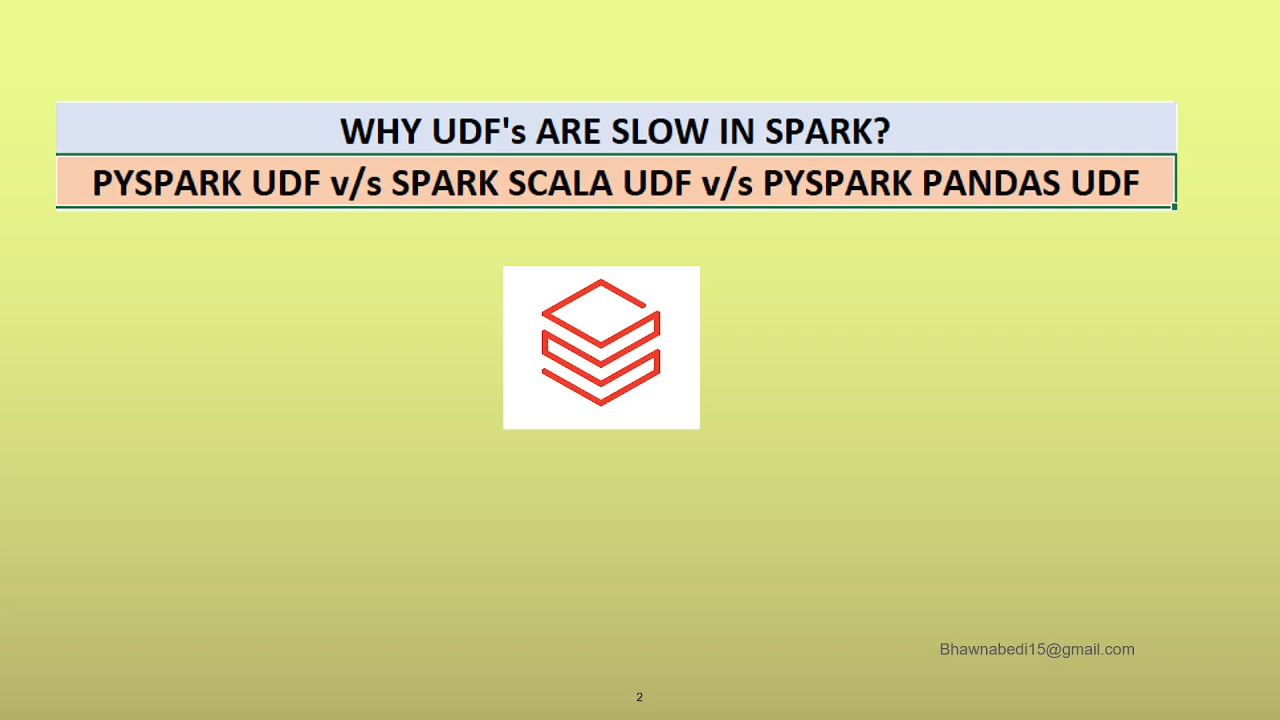 WHY UDF's ARE SLOW IN SPARK?
PYSPARK UDF v/s SPARK SCALA UDF v/s PYSPARK PANDAS UDF
Bhawnabedi15@gmail.com
2